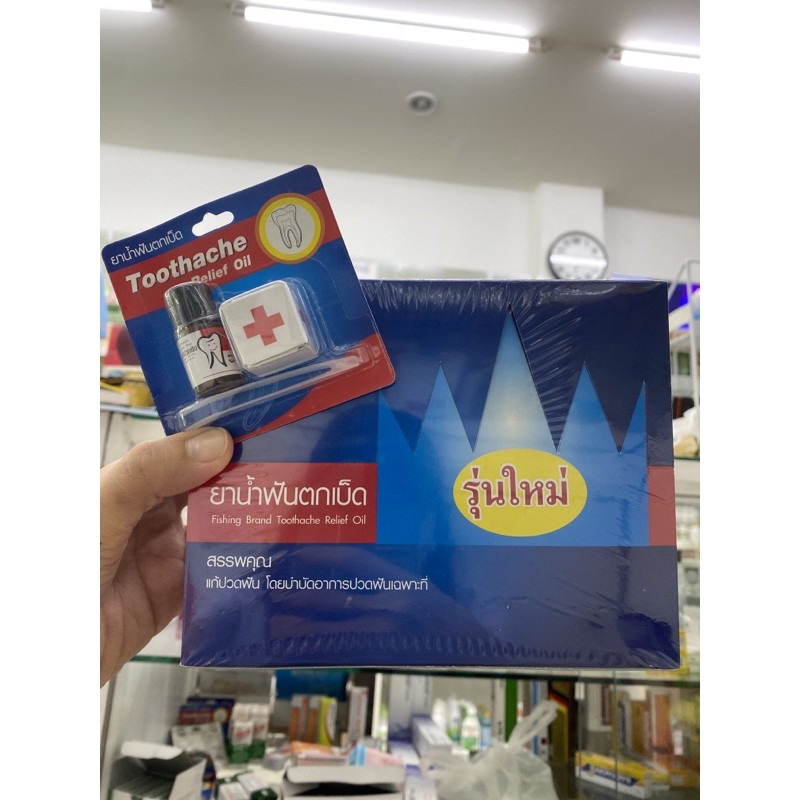 ยาน้ำฟันตกเบ็ด
Toothache
Relief Oil
ยาน้ำฟันตกเบ็ด
Fishing Brand Toothache Relief Oil
รุ่นใหม่
สรรพคุณ
แก้ปวดฟัน โดยบำบัดอาการปวดฟันเฉพาะที่